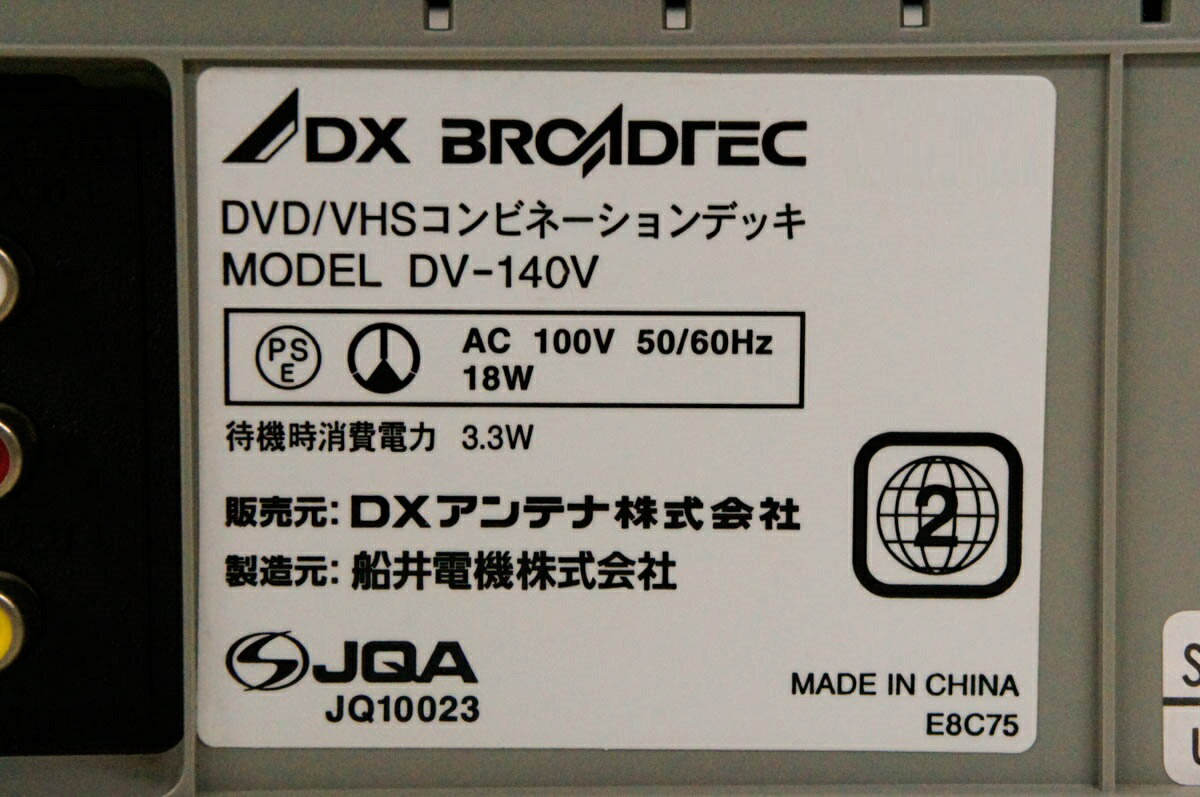 DX BROADTEC
DVD/VHSコンビネーションデッキ
MODEL DV-140V
PS
E
AC 100V 50/60Hz
18W
待機時消費電力 3.3W
販売元: DXアンテナ株式会社
製造元: 船井電機株式会社
2
JQA
JQ10023
MADE IN CHINA
E8C75
S